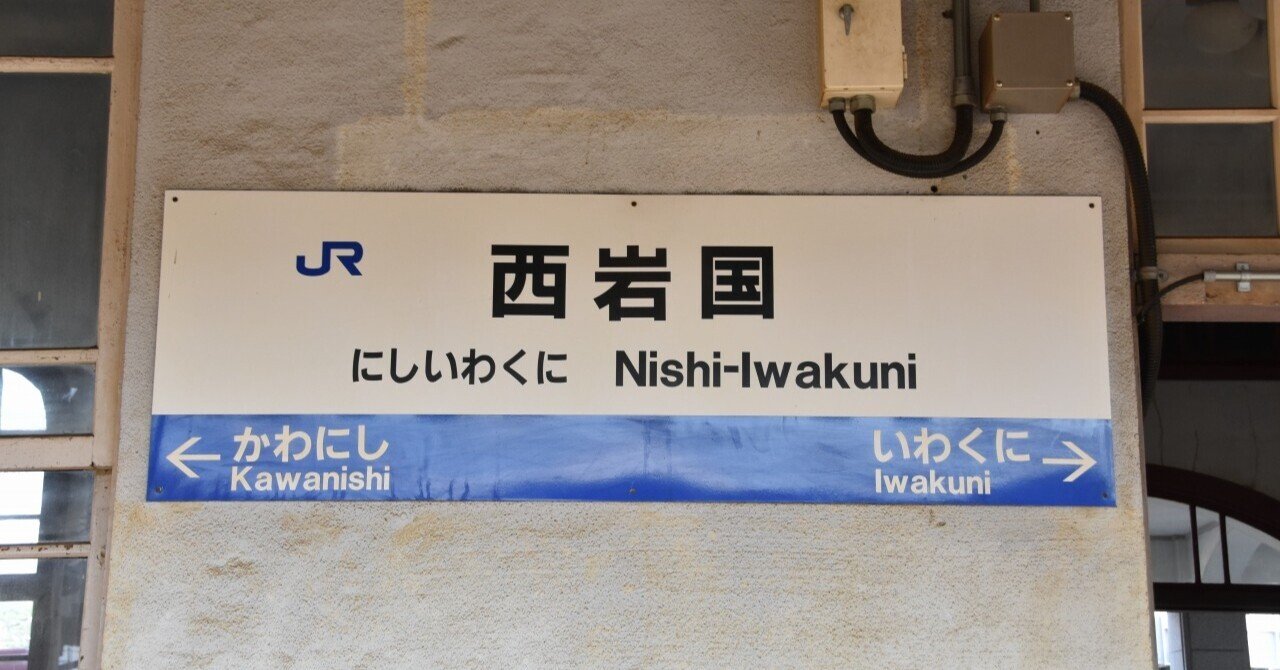 JR 西岩国
にしいわくに Nishi-Iwakuni
← かわにし いわくに →
Kawanishi Iwakuni